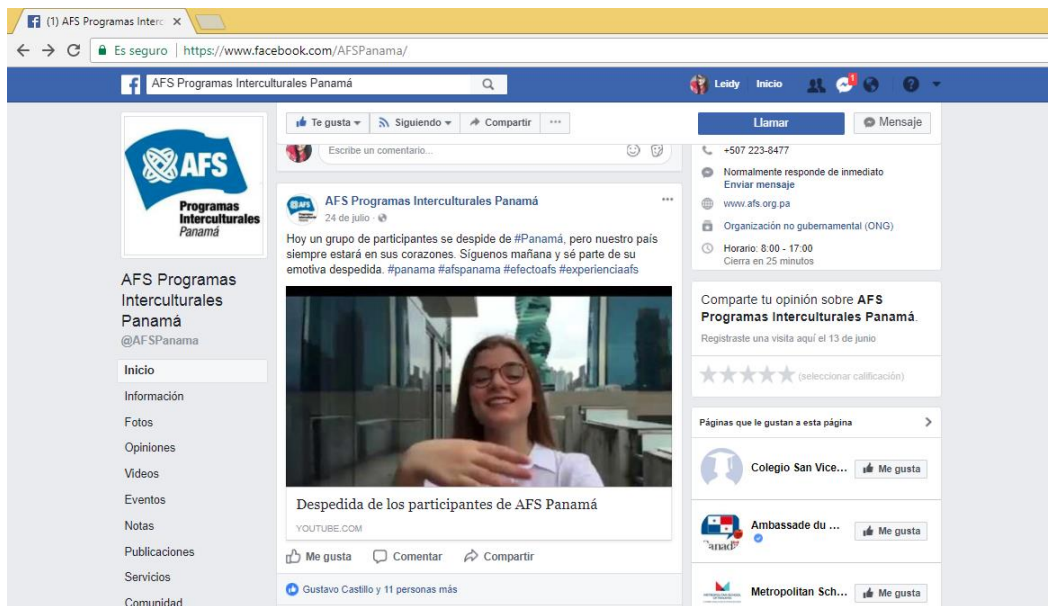 (1) AFS Programas Interc
Es seguro
https://www.facebook.com/AFSPanama/
AFS Programas Interculturales Panamá
Leidy
Inicio
1
?
AFS
Programas
Interculturales
Panamá
AFS Programas
Interculturales
Panamá
@AFSPanama
Inicio
Información
Fotos
Opiniones
Videos
Eventos
Notas
Publicaciones
Servicios
Comunidad
Te gusta
Siguiendo
Compartir
Escribe un comentario...
AFS Programas Interculturales Panamá
24 de julio
Hoy un grupo de participantes se despide de #Panamá, pero nuestro país
siempre estará en sus corazones. Síguenos mañana y sé parte de su
emotiva despedida. #panama #afspanama #efectoafs #experienciaafs
Despedida de los participantes de AFS Panamá
YOUTUBE.COM
Me gusta
Comentar
Compartir
Gustavo Castillo y 11 personas más
Llamar
Mensaje
+507 223-8477
Normalmente responde de inmediato
Enviar mensaje
www.afs.org.pa
Organización no gubernamental (ONG)
Horario: 8:00 - 17:00
Cierra en 25 minutos
Comparte tu opinión sobre AFS
Programas Interculturales Panamá.
Registraste una visita aquí el 13 de
junio
(seleccionar calificación)
Páginas que le gustan a esta página
Colegio San Vice...
Me gusta
Ambassade du ...
Me gusta
Metropolitan Sch...
Me gusta